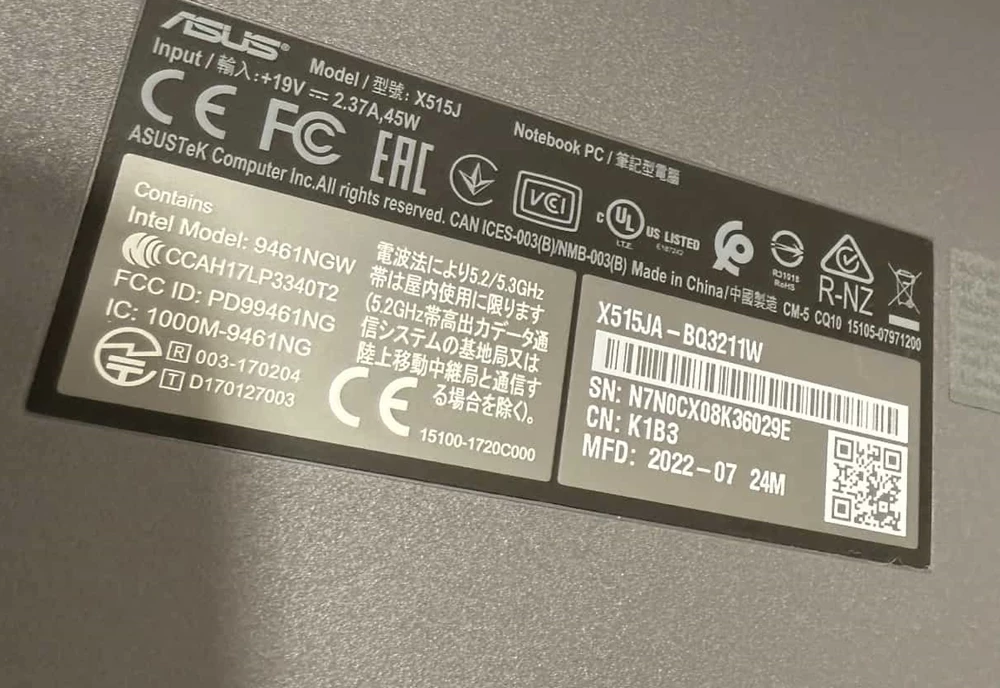 ASUS®
Model / 型號: X515J
Notebook PC / 筆記型電腦
Input / 輸入:+19V ⎓ 2.37A,45W
CE FC EAC VCI c UL US LISTED
I.T.E. E187242
R31018
RoHS
R-NZ
ASUSTeK Computer Inc.All rights reserved. CAN ICES-003(B)/NMB-003(B) Made in China/中國製造 CM-5 CQ10 15105-07971200
Contains
Intel Model: 9461NGW
CCAH17LP3340T2
FCC ID: PD99461NG
IC: 1000M-9461NG
R 003-170204
T D170127003
電波法により5.2/5.3GHz
帯は屋内使用に限ります
(5.2GHz帯高出力データ通
信システムの基地局又は
陸上移動中継局と通信す
る場合を除く)。
CE
15100-1720C000
X515JA-BQ3211W
SN: N7N0CX08K36029E
CN: K1B3
MFD: 2022-07 24M